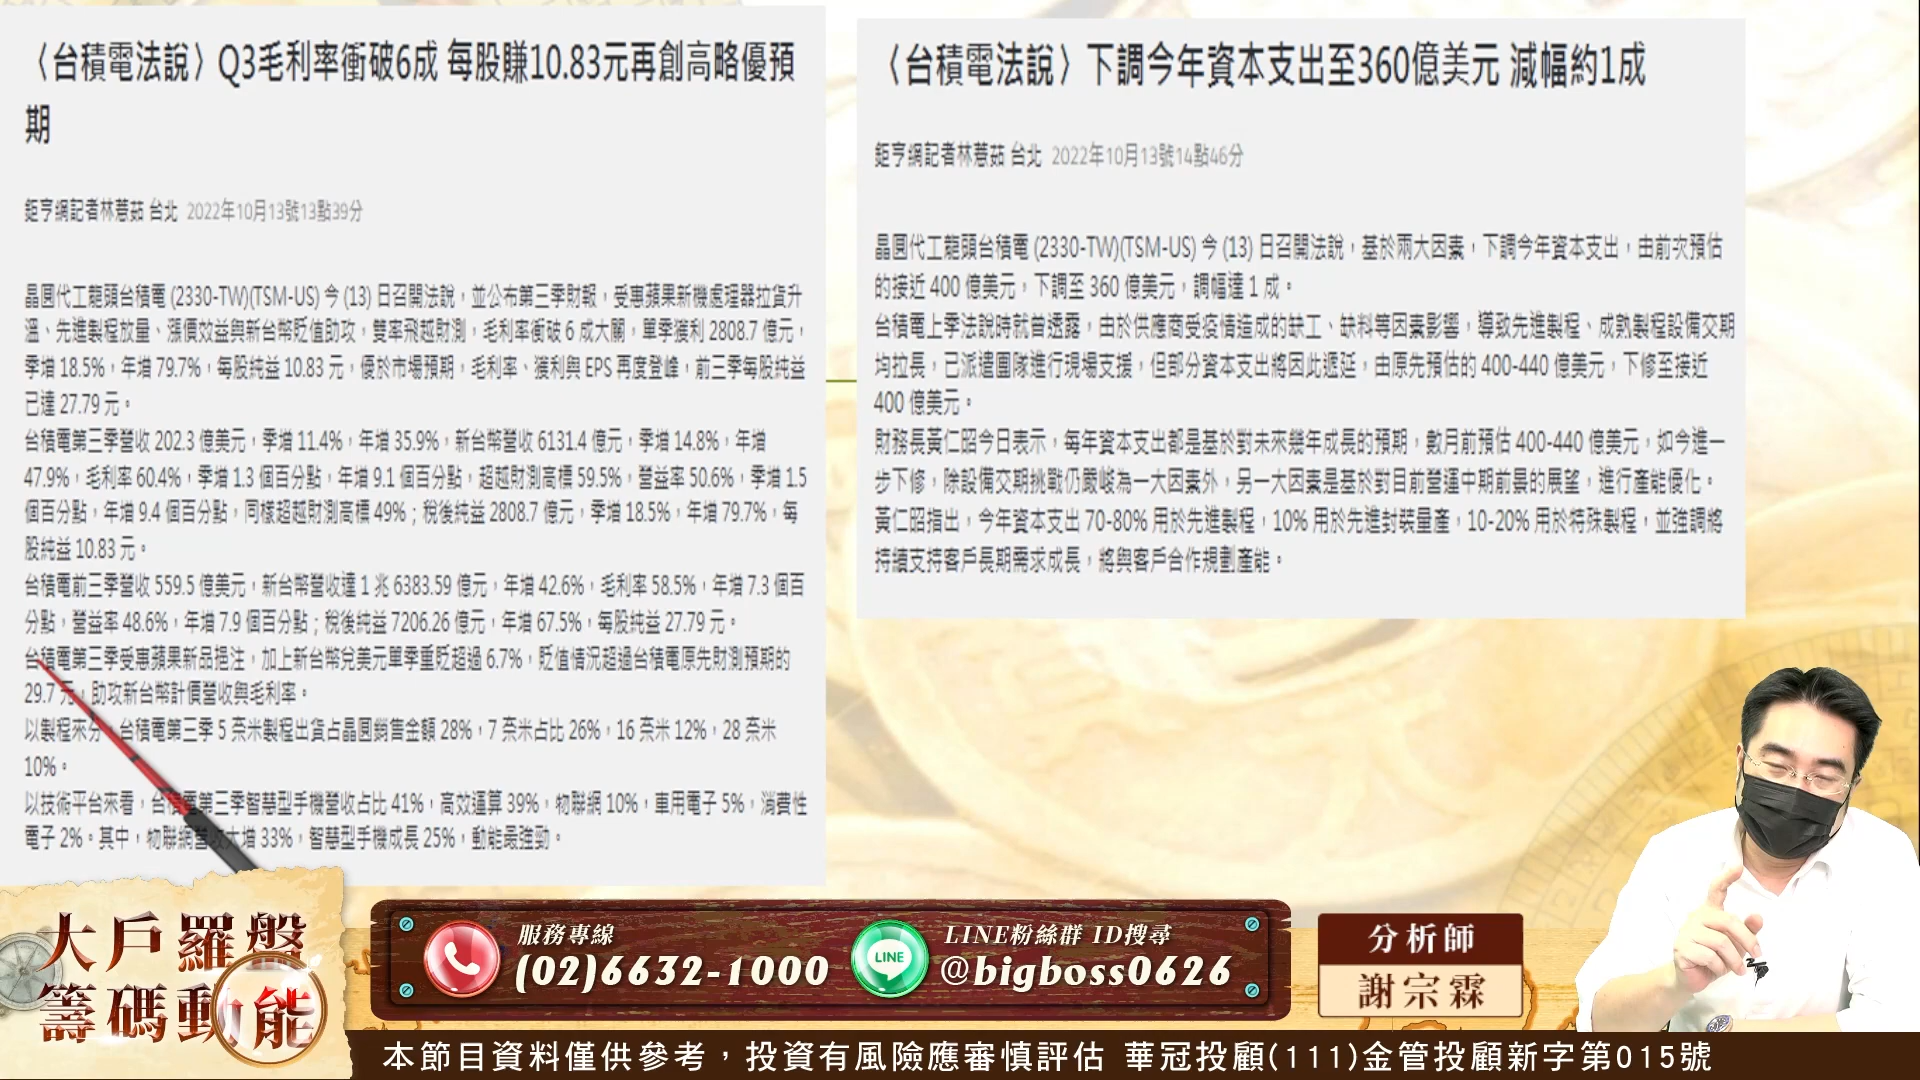 〈台積電法說〉Q3毛利率衝破6成 每股賺10.83元再創高略優預
期
鉅亨網記者林薏茹 台北 2022年10月13號13點39分
晶圓代工龍頭台積電 (2330-TW)(TSM-US) 今 (13) 日召開法說，並公布第三季財報，受惠蘋果新機處理器拉貨升
溫、先進製程放量、漲價效益與新台幣貶值助攻，雙率飛越財測，毛利率衝破 6 成大關，單季獲利 2808.7 億元，
季增 18.5%，年增 79.7%，每股純益 10.83 元，優於市場預期，毛利率、獲利與 EPS 再度登峰，前三季每股純益
已達 27.79 元。
台積電第三季營收 202.3 億美元，季增 11.4%，年增 35.9%，新台幣營收 6131.4 億元，季增 14.8%，年增
47.9%，毛利率 60.4%，季增 1.3 個百分點，年增 9.1 個百分點，超越財測高標 59.5%，營益率 50.6%，季增 1.5
個百分點，年增 9.4 個百分點，同樣超越財測高標 49%；稅後純益 2808.7 億元，季增 18.5%，年增 79.7%，每
股純益 10.83 元。
台積電前三季營收 559.5 億美元，新台幣營收達 1 兆 6383.59 億元，年增 42.6%，毛利率 58.5%，年增 7.3 個百
分點，營益率 48.6%，年增 7.9 個百分點；稅後純益 7206.26 億元，年增 67.5%，每股純益 27.79 元。
台積電第三季受惠蘋果新品挹注，加上新台幣兌美元單季重貶超過 6.7%，貶值情況超過台積電原先財測預期的
29.7 元，助攻新台幣計價營收與毛利率。
以製程來分，台積電第三季 5 奈米製程出貨占晶圓銷售金額 28%，7 奈米占比 26%，16 奈米 12%，28 奈米
10%。
以技術平台來看，台積電第三季智慧型手機營收占比 41%，高效運算 39%，物聯網 10%，車用電子 5%，消費性
電子 2%。其中，物聯網營收大增 33%，智慧型手機成長 25%，動能最強勁。
〈台積電法說〉下調今年資本支出至360億美元 減幅約1成
鉅亨網記者林薏茹 台北 2022年10月13號14點46分
晶圓代工龍頭台積電 (2330-TW)(TSM-US) 今 (13) 日召開法說，基於兩大因素，下調今年資本支出，由前次預估
的接近 400 億美元，下調至 360 億美元，調幅達 1 成。
台積電上季法說時就曾透露，由於供應商受疫情造成的缺工、缺料等因素影響，導致先進製程、成熟製程設備交期
均拉長，已派遣團隊進行現場支援，但部分資本支出將因此遞延，由原先預估的 400-440 億美元，下修至接近
400 億美元。
財務長黃仁昭今日表示，每年資本支出都是基於對未來幾年成長的預期，數月前預估 400-440 億美元，如今進一
步下修，除設備交期挑戰仍嚴峻為一大因素外，另一大因素是基於對目前營運中期前景的展望，進行產能優化。
黃仁昭指出，今年資本支出 70-80% 用於先進製程，10% 用於先進封裝量產，10-20% 用於特殊製程，並強調將
持續支持客戶長期需求成長，將與客戶合作規劃產能。
大戶羅盤
籌碼動能
服務專線
(02)6632-1000
LINE
LINE粉絲群 ID搜尋
@bigboss0626
分析師
謝宗霖
本節目資料僅供參考，投資有風險應審慎評估 華冠投顧(111)金管投顧新字第015號